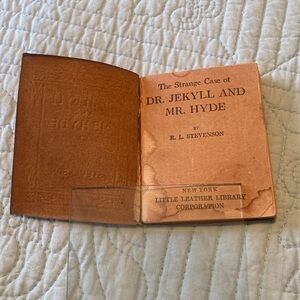 The Strange Case of
DR. JEKYLL AND
MR. HYDE
BY
R. L. STEVENSON
NEW YORK
LITTLE LEATHER LIBRARY
CORPORATION